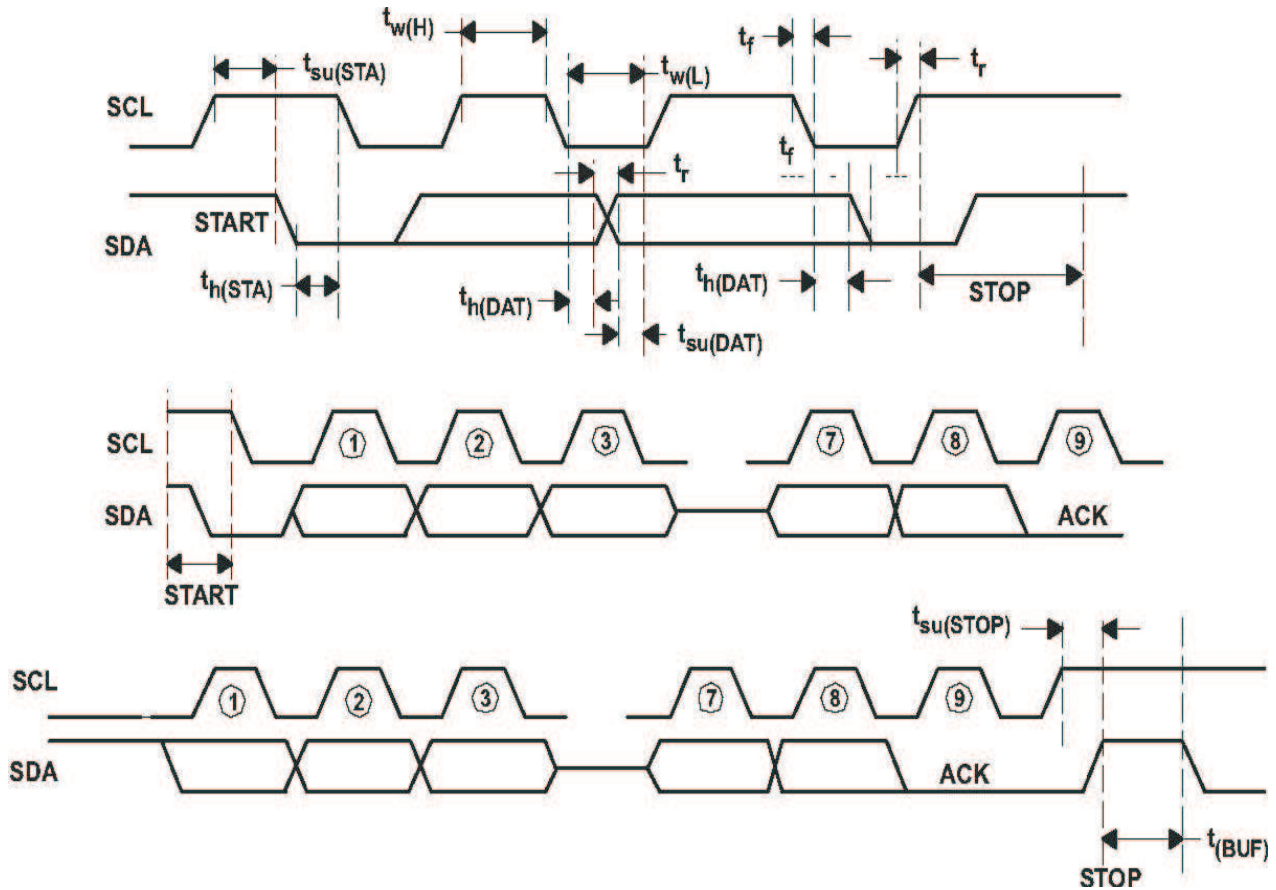 t_w(H)
t_f
t_su(STA)
t_w(L)
t_r
SCL
t_f
t_r
START
SDA
t_h(STA)
t_h(DAT)
t_h(DAT)
STOP
t_su(DAT)
SCL
1 2 3 7 8 9
SDA
ACK
START
t_su(STOP)
SCL
1 2 3 7 8 9
SDA
ACK
t_(BUF)
STOP